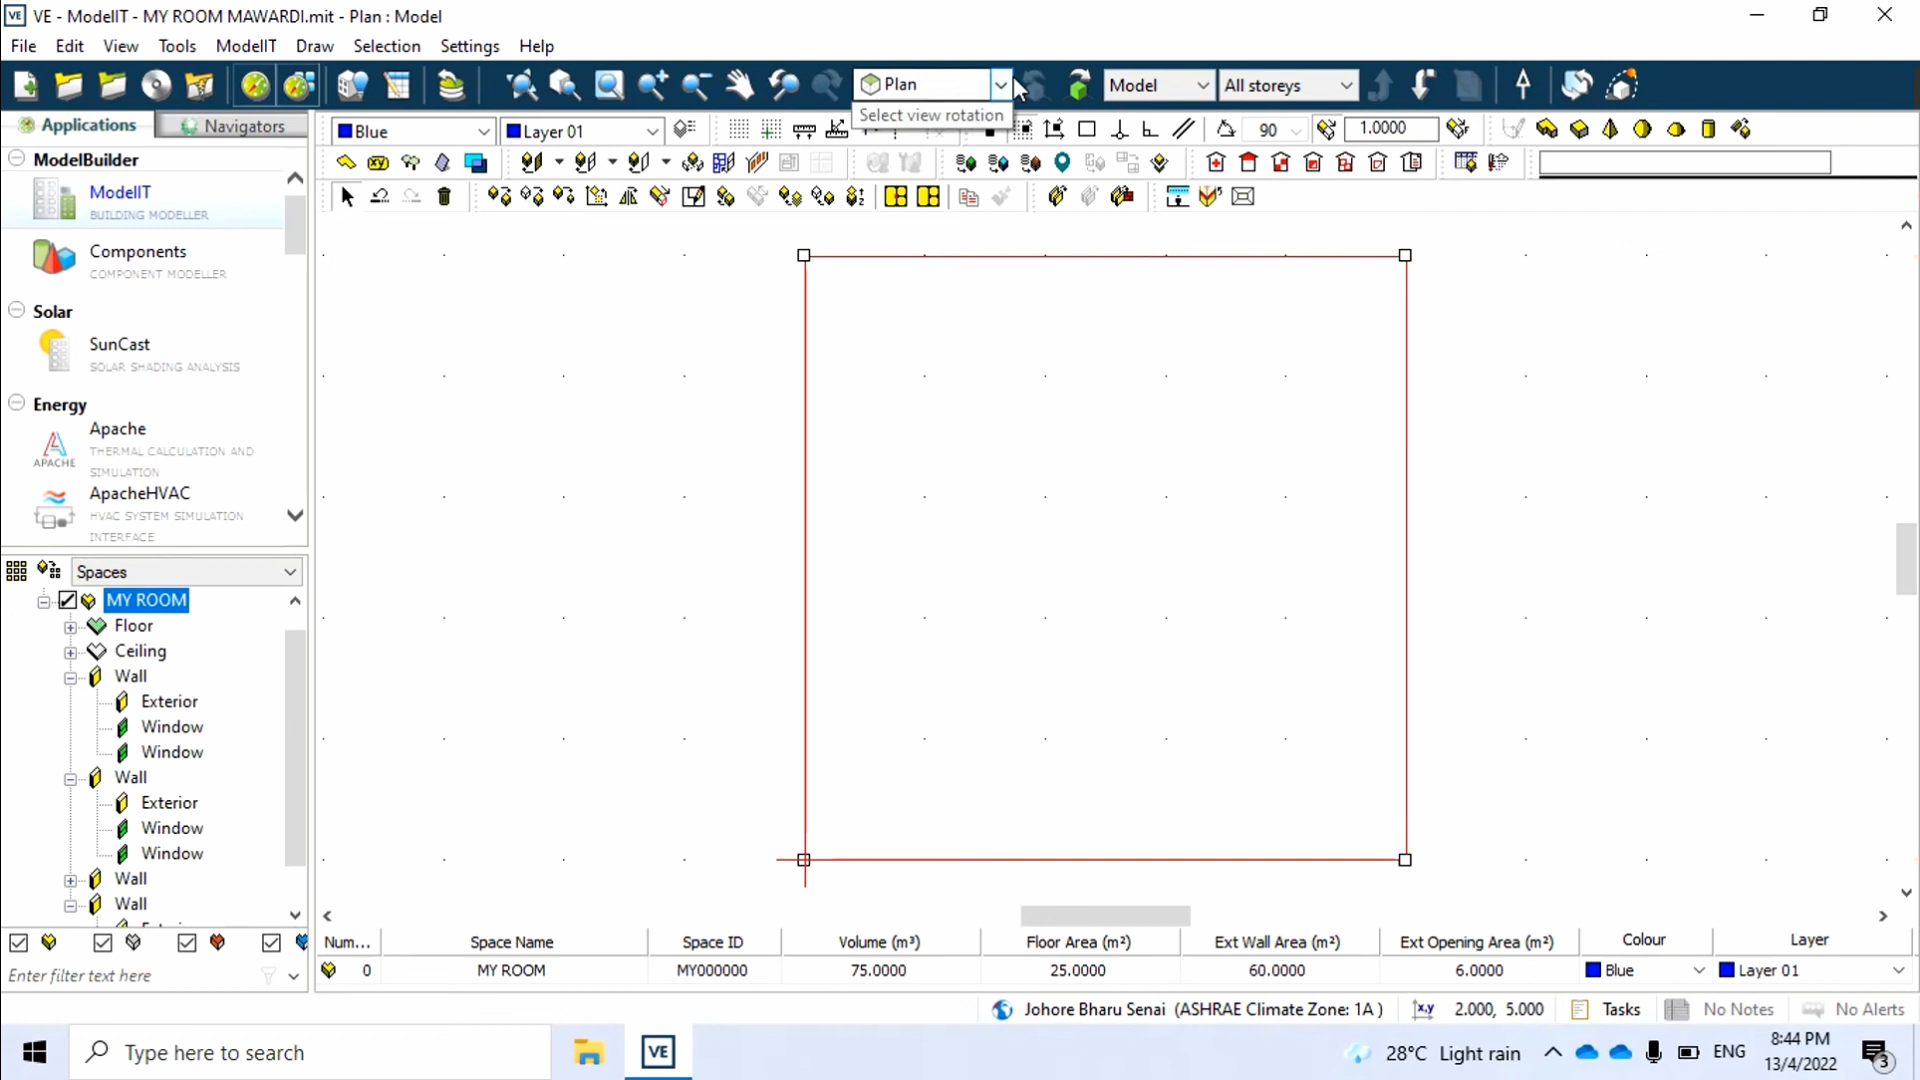 VE - ModelIT - MY ROOM MAWARDI.mit - Plan : Model
File Edit View Tools ModelIT Draw Selection Settings Help
Plan Model All storeys
Select view rotation
Applications Navigators
Blue Layer 01 90 1.0000
ModelBuilder
ModelIT
BUILDING MODELLER
Components
COMPONENT MODELLER
Solar
SunCast
SOLAR SHADING ANALYSIS
Energy
Apache
THERMAL CALCULATION AND
SIMULATION
APACHE
ApacheHVAC
HVAC SYSTEM SIMULATION
INTERFACE
Spaces
MY ROOM
Floor
Ceiling
Wall
Exterior
Window
Window
Wall
Exterior
Window
Window
Wall
Wall
Enter filter text here
Num... Space Name Space ID Volume (m³) Floor Area (m²) Ext Wall Area (m²) Ext Opening Area (m²) Colour Layer
0 MY ROOM MY000000 75.0000 25.0000 60.0000 6.0000 Blue Layer 01
Johore Bharu Senai (ASHRAE Climate Zone: 1A ) x,y 2.000, 5.000 Tasks No Notes No Alerts
Type here to search
VE
28°C Light rain
ENG
8:44 PM
13/4/2022
3